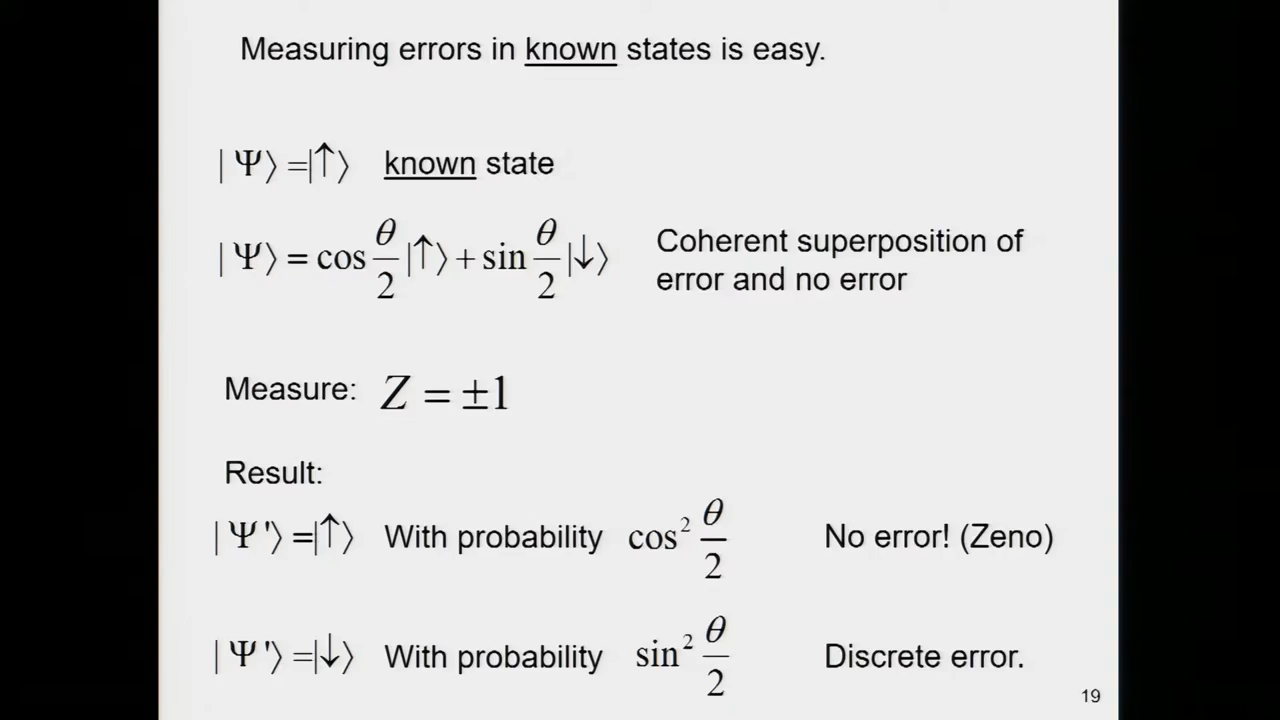 Measuring errors in known states is easy.
|Ψ⟩=|↑⟩ known state
|Ψ⟩ = cos θ/2 |↑⟩ + sin θ/2 |↓⟩ Coherent superposition of
error and no error
Measure: Z = ±1
Result:
|Ψ'⟩=|↑⟩ With probability cos² θ/2 No error! (Zeno)
|Ψ'⟩=|↓⟩ With probability sin² θ/2 Discrete error.
19